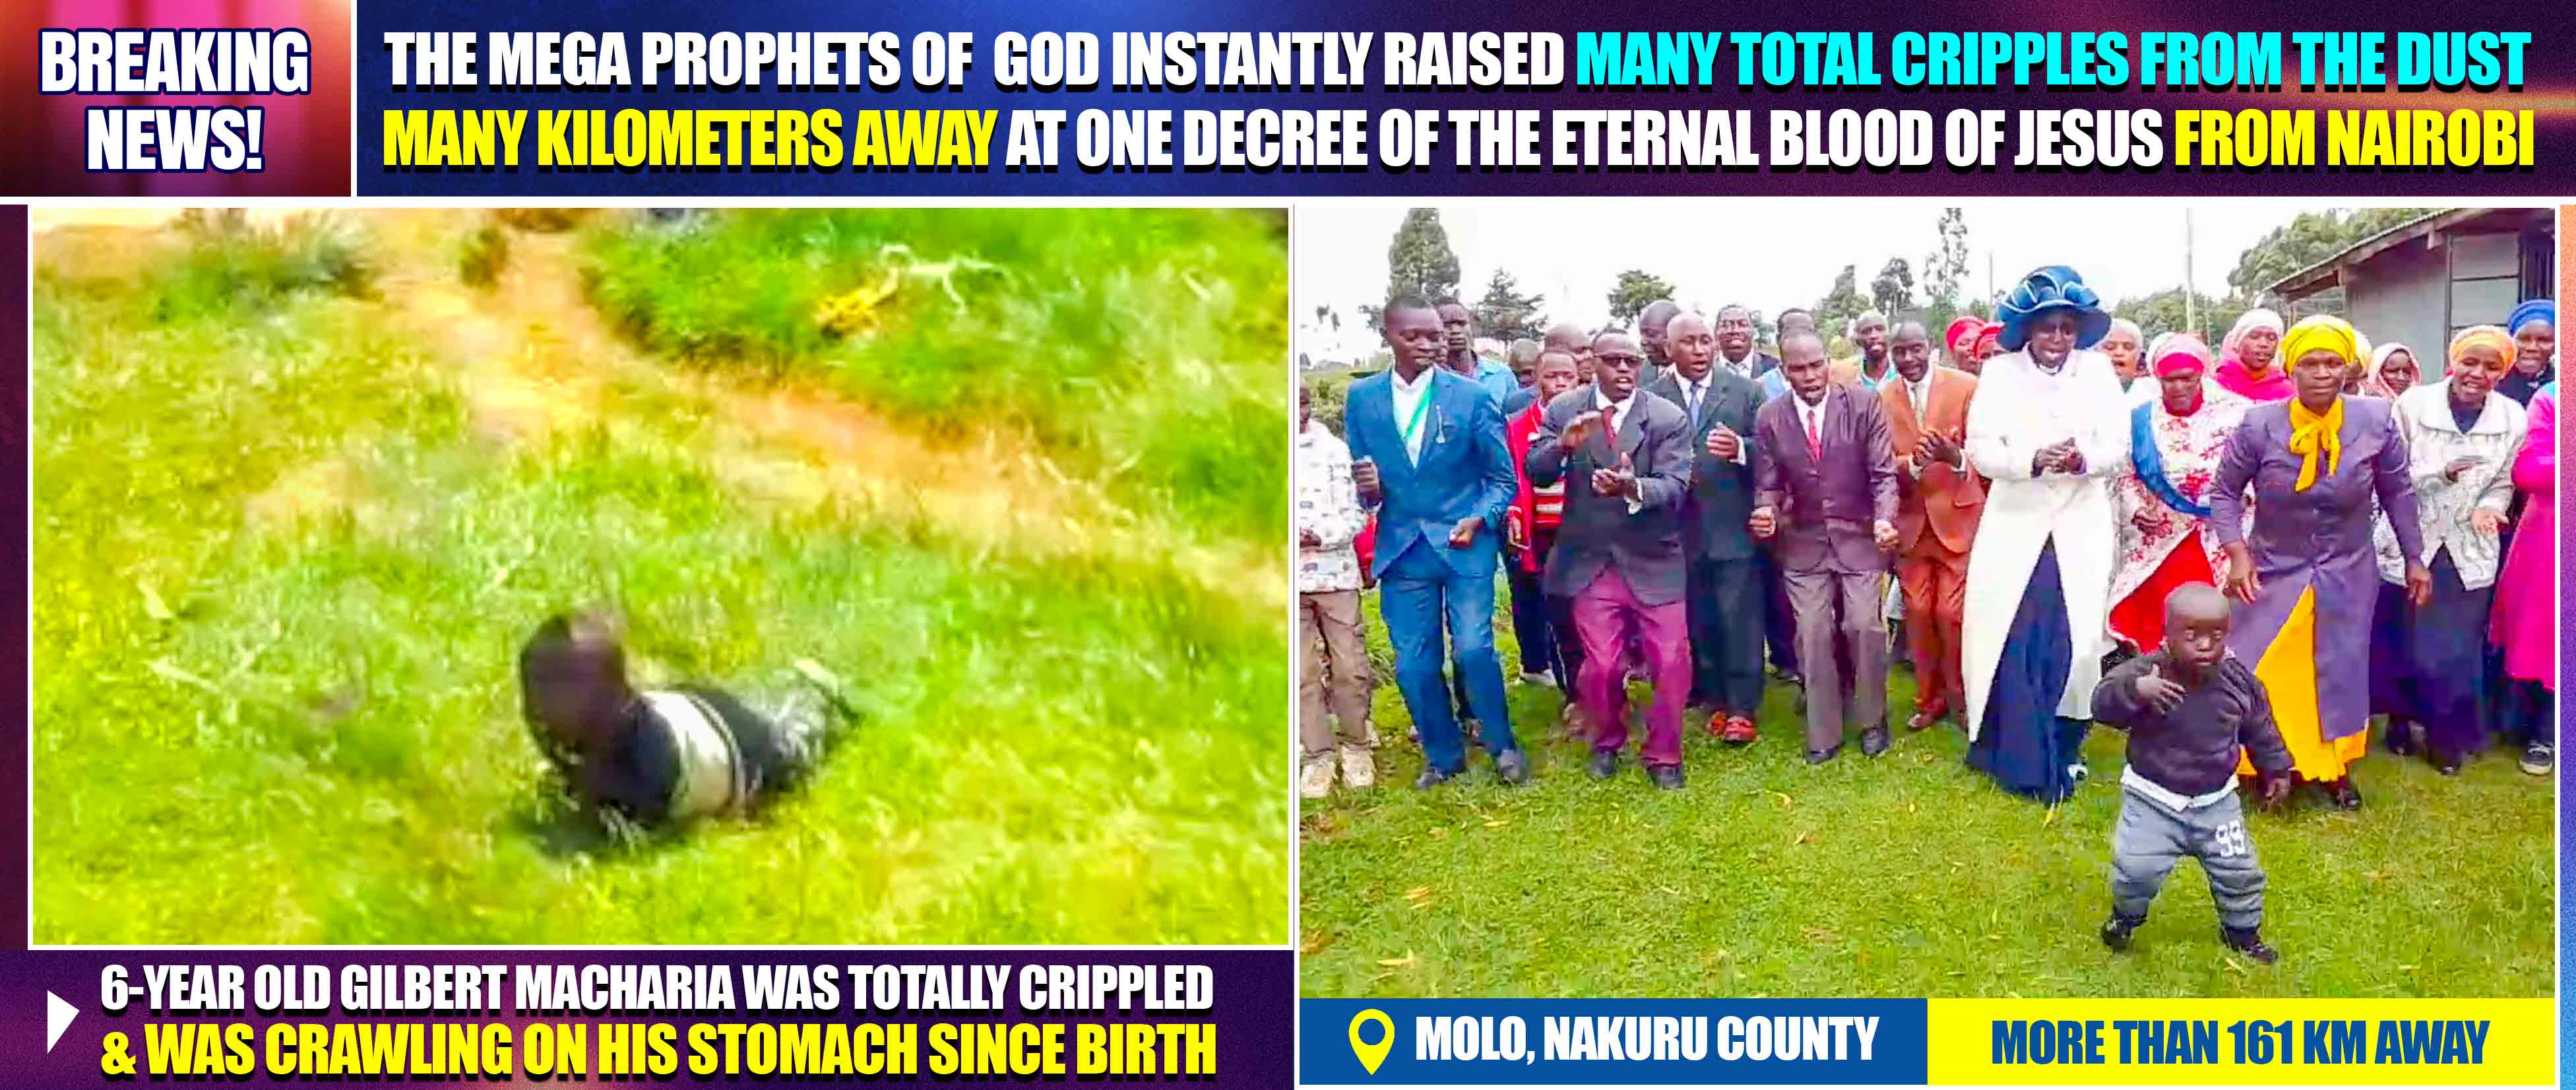 BREAKING
NEWS!
THE MEGA PROPHETS OF GOD INSTANTLY RAISED MANY TOTAL CRIPPLES FROM THE DUST
MANY KILOMETERS AWAY AT ONE DECREE OF THE ETERNAL BLOOD OF JESUS FROM NAIROBI
99
6-YEAR OLD GILBERT MACHARIA WAS TOTALLY CRIPPLED
& WAS CRAWLING ON HIS STOMACH SINCE BIRTH
MOLO, NAKURU COUNTY
MORE THAN 161 KM AWAY